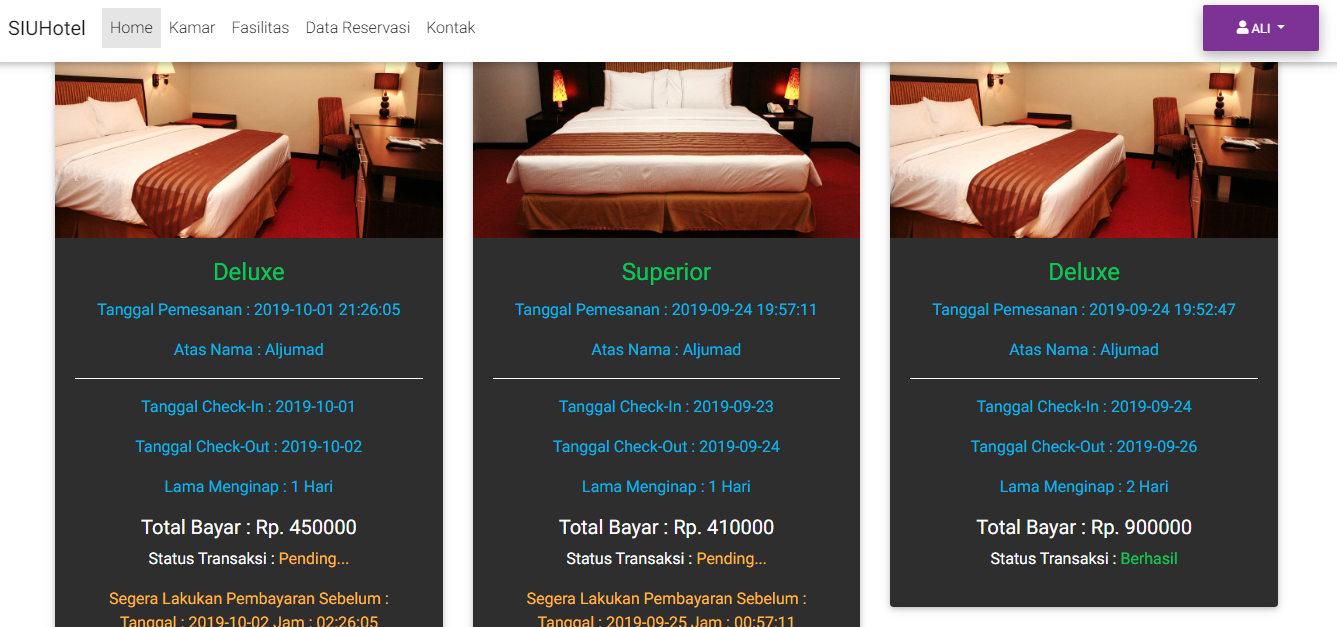 SIUHotel Home Kamar Fasilitas Data Reservasi Kontak ALI
Deluxe
Tanggal Pemesanan : 2019-10-01 21:26:05
Atas Nama : Aljumad
Tanggal Check-In : 2019-10-01
Tanggal Check-Out : 2019-10-02
Lama Menginap : 1 Hari
Total Bayar : Rp. 450000
Status Transaksi : Pending...
Segera Lakukan Pembayaran Sebelum :
Tanggal : 2019-10-02 Jam : 02:26:05
Superior
Tanggal Pemesanan : 2019-09-24 19:57:11
Atas Nama : Aljumad
Tanggal Check-In : 2019-09-23
Tanggal Check-Out : 2019-09-24
Lama Menginap : 1 Hari
Total Bayar : Rp. 410000
Status Transaksi : Pending...
Segera Lakukan Pembayaran Sebelum :
Tanggal : 2019-09-25 Jam : 00:57:11
Deluxe
Tanggal Pemesanan : 2019-09-24 19:52:47
Atas Nama : Aljumad
Tanggal Check-In : 2019-09-24
Tanggal Check-Out : 2019-09-26
Lama Menginap : 2 Hari
Total Bayar : Rp. 900000
Status Transaksi : Berhasil